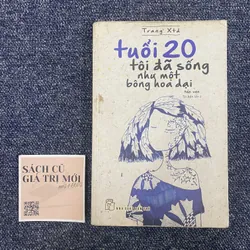 Trang Xtd
tuổi 20
tôi đã sống
như một
bông hoa dại
SÁCH CŨ
GIÁ TRỊ MỚI